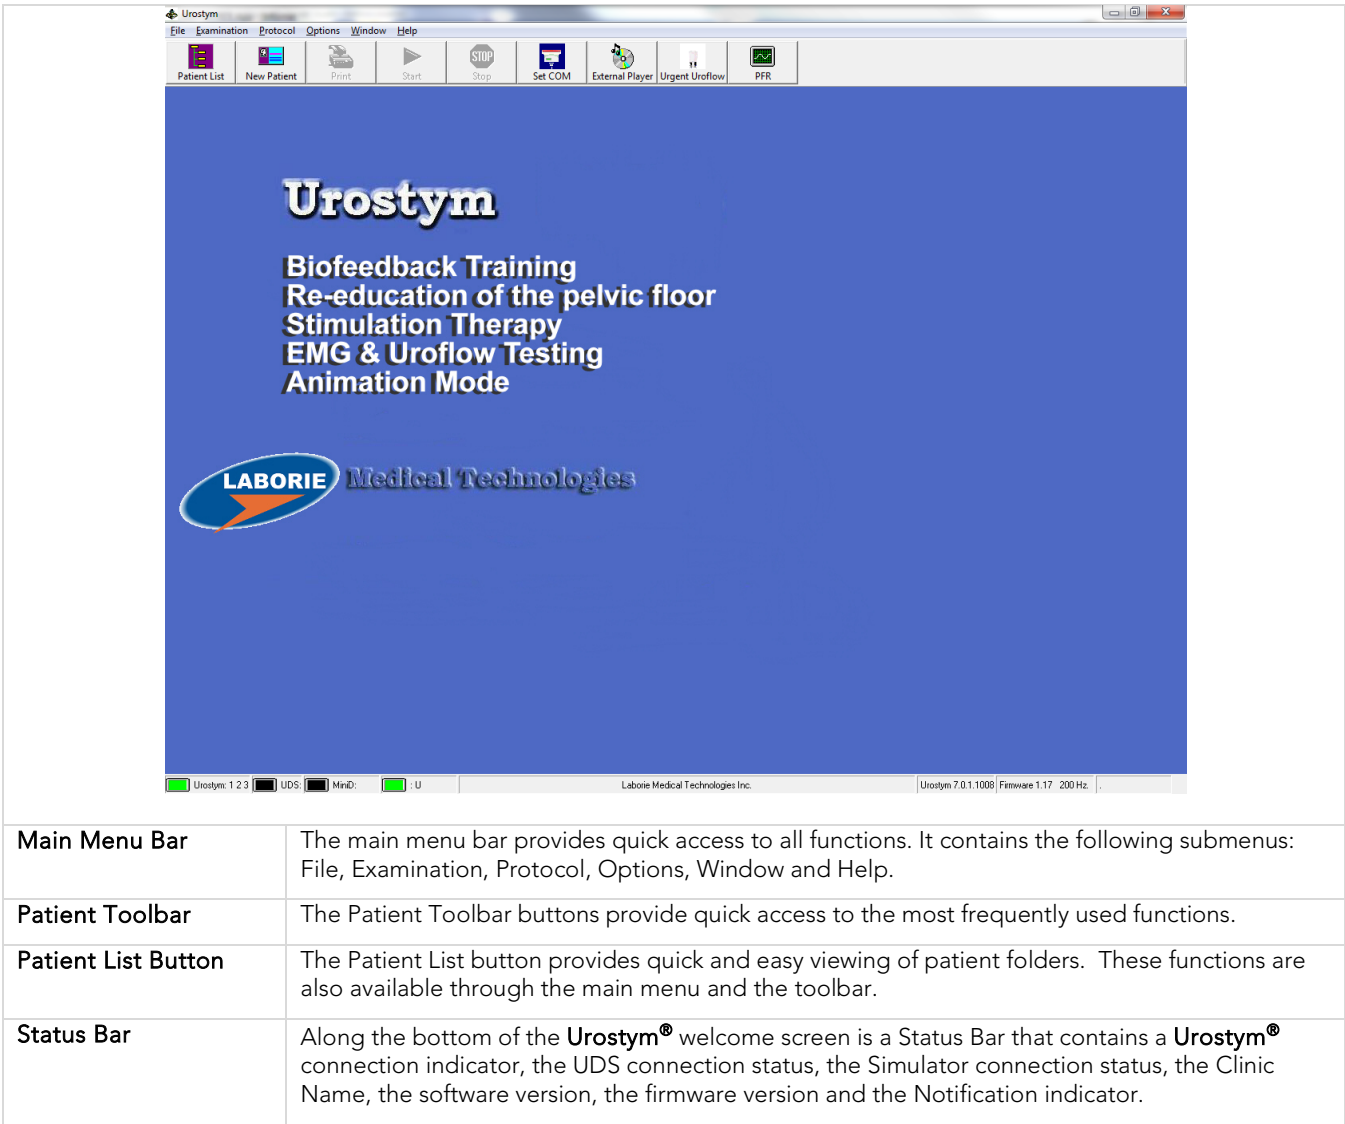 Urostym
File Examination Protocol Options Window Help
Patient List New Patient Print Start STOP Stop Set COM External Player Urgent Uroflow PFR
Urostym
Biofeedback Training
Re-education of the pelvic floor
Stimulation Therapy
EMG & Uroflow Testing
Animation Mode
LABORIE Medical Technologies
Urostym: 1 2 3 UDS: MiniD: : U Laborie Medical Technologies Inc. Urostym 7.0.1.1008 Firmware 1.17 200 Hz. .
Main Menu Bar
The main menu bar provides quick access to all functions. It contains the following submenus:
File, Examination, Protocol, Options, Window and Help.
Patient Toolbar
The Patient Toolbar buttons provide quick access to the most frequently used functions.
Patient List Button
The Patient List button provides quick and easy viewing of patient folders. These functions are
also available through the main menu and the toolbar.
Status Bar
Along the bottom of the Urostym® welcome screen is a Status Bar that contains a Urostym®
connection indicator, the UDS connection status, the Simulator connection status, the Clinic
Name, the software version, the firmware version and the Notification indicator.